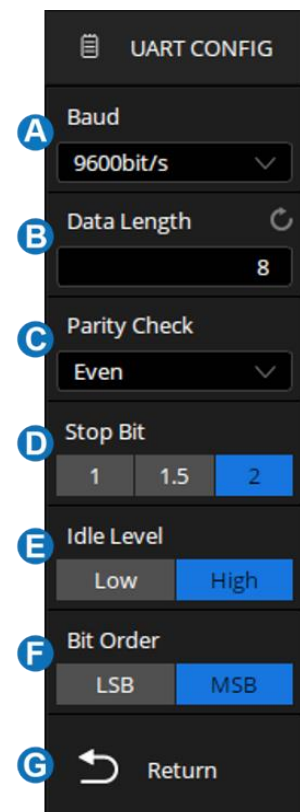 UART CONFIG
A
Baud
9600bit/s
B
Data Length
8
C
Parity Check
Even
D
Stop Bit
1 1.5 2
E
Idle Level
Low High
F
Bit Order
LSB MSB
G
Return